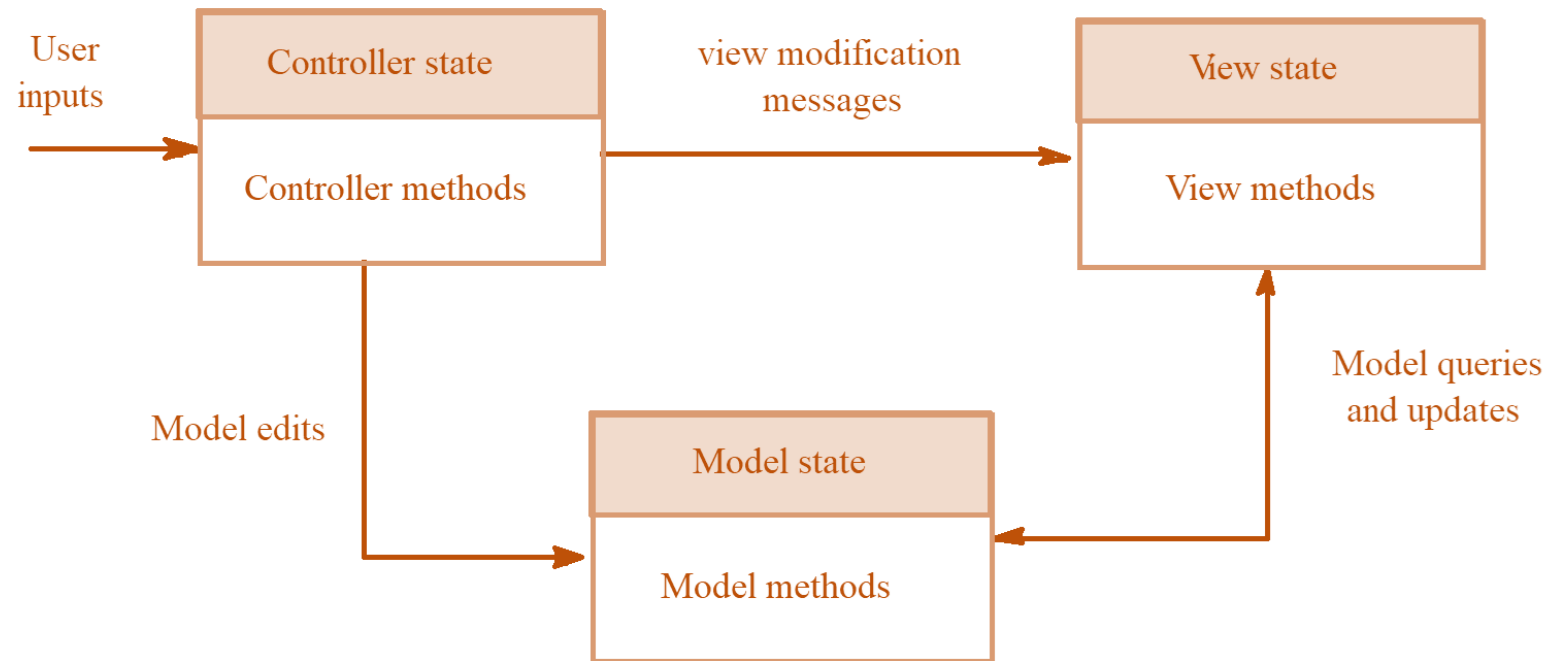 User
inputs
Controller state
Controller methods
view modification
messages
View state
View methods
Model edits
Model state
Model methods
Model queries
and updates